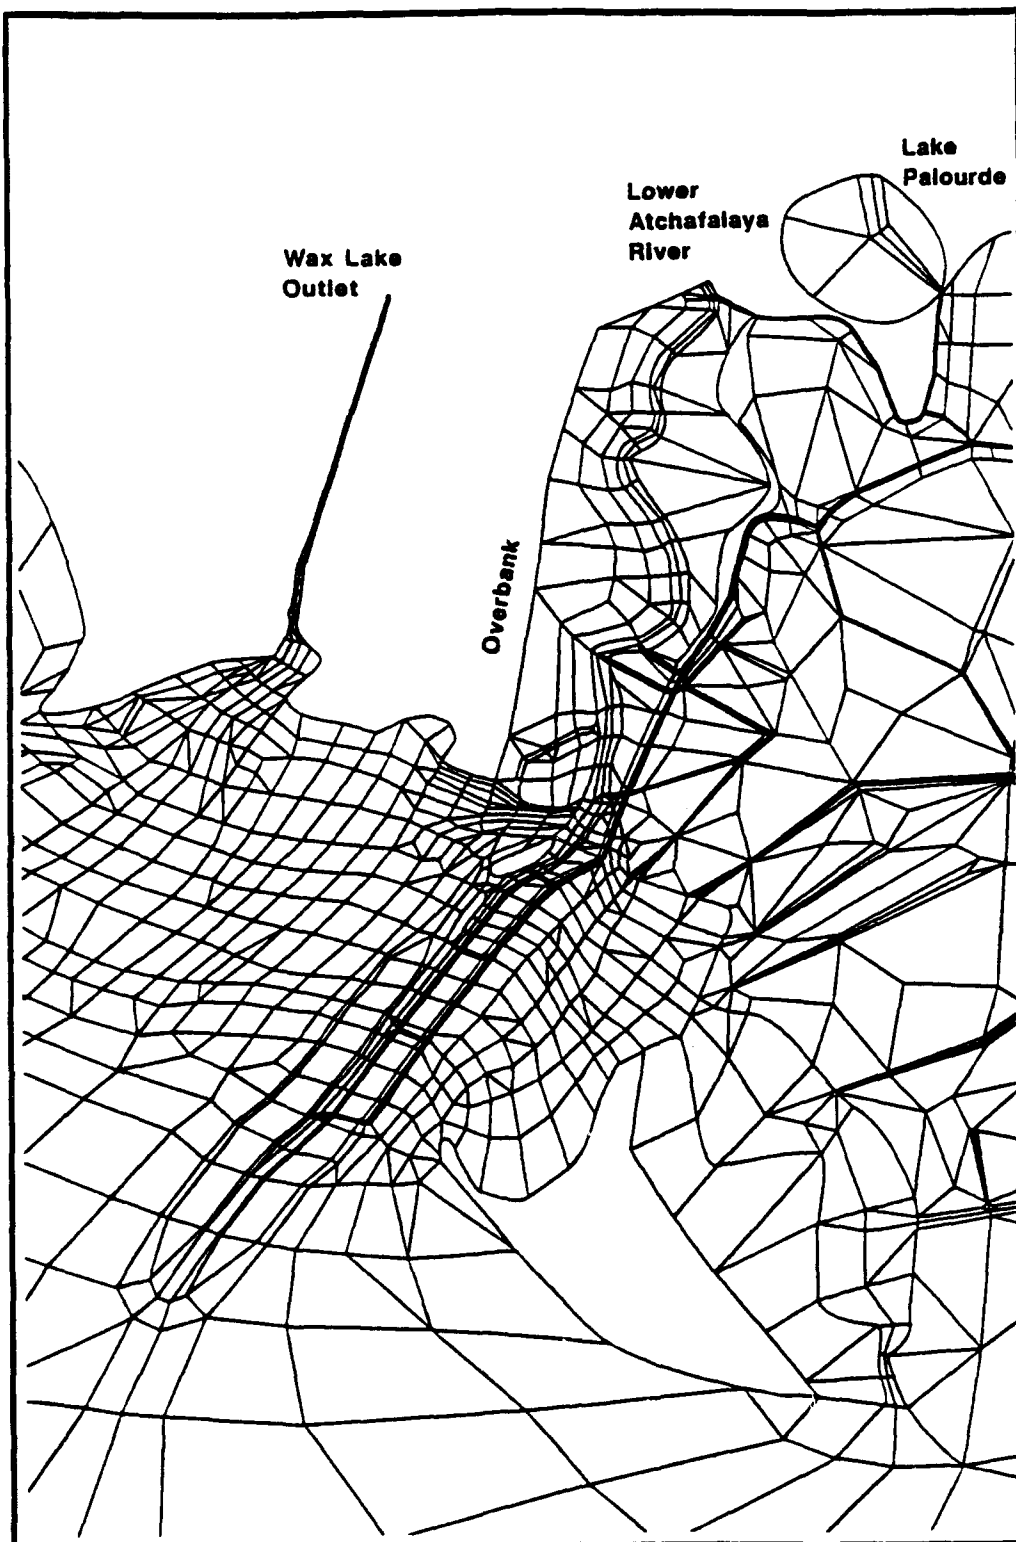 Lake
Palourde
Lower
Atchafalaya
River
Wax Lake
Outlet
Overbank